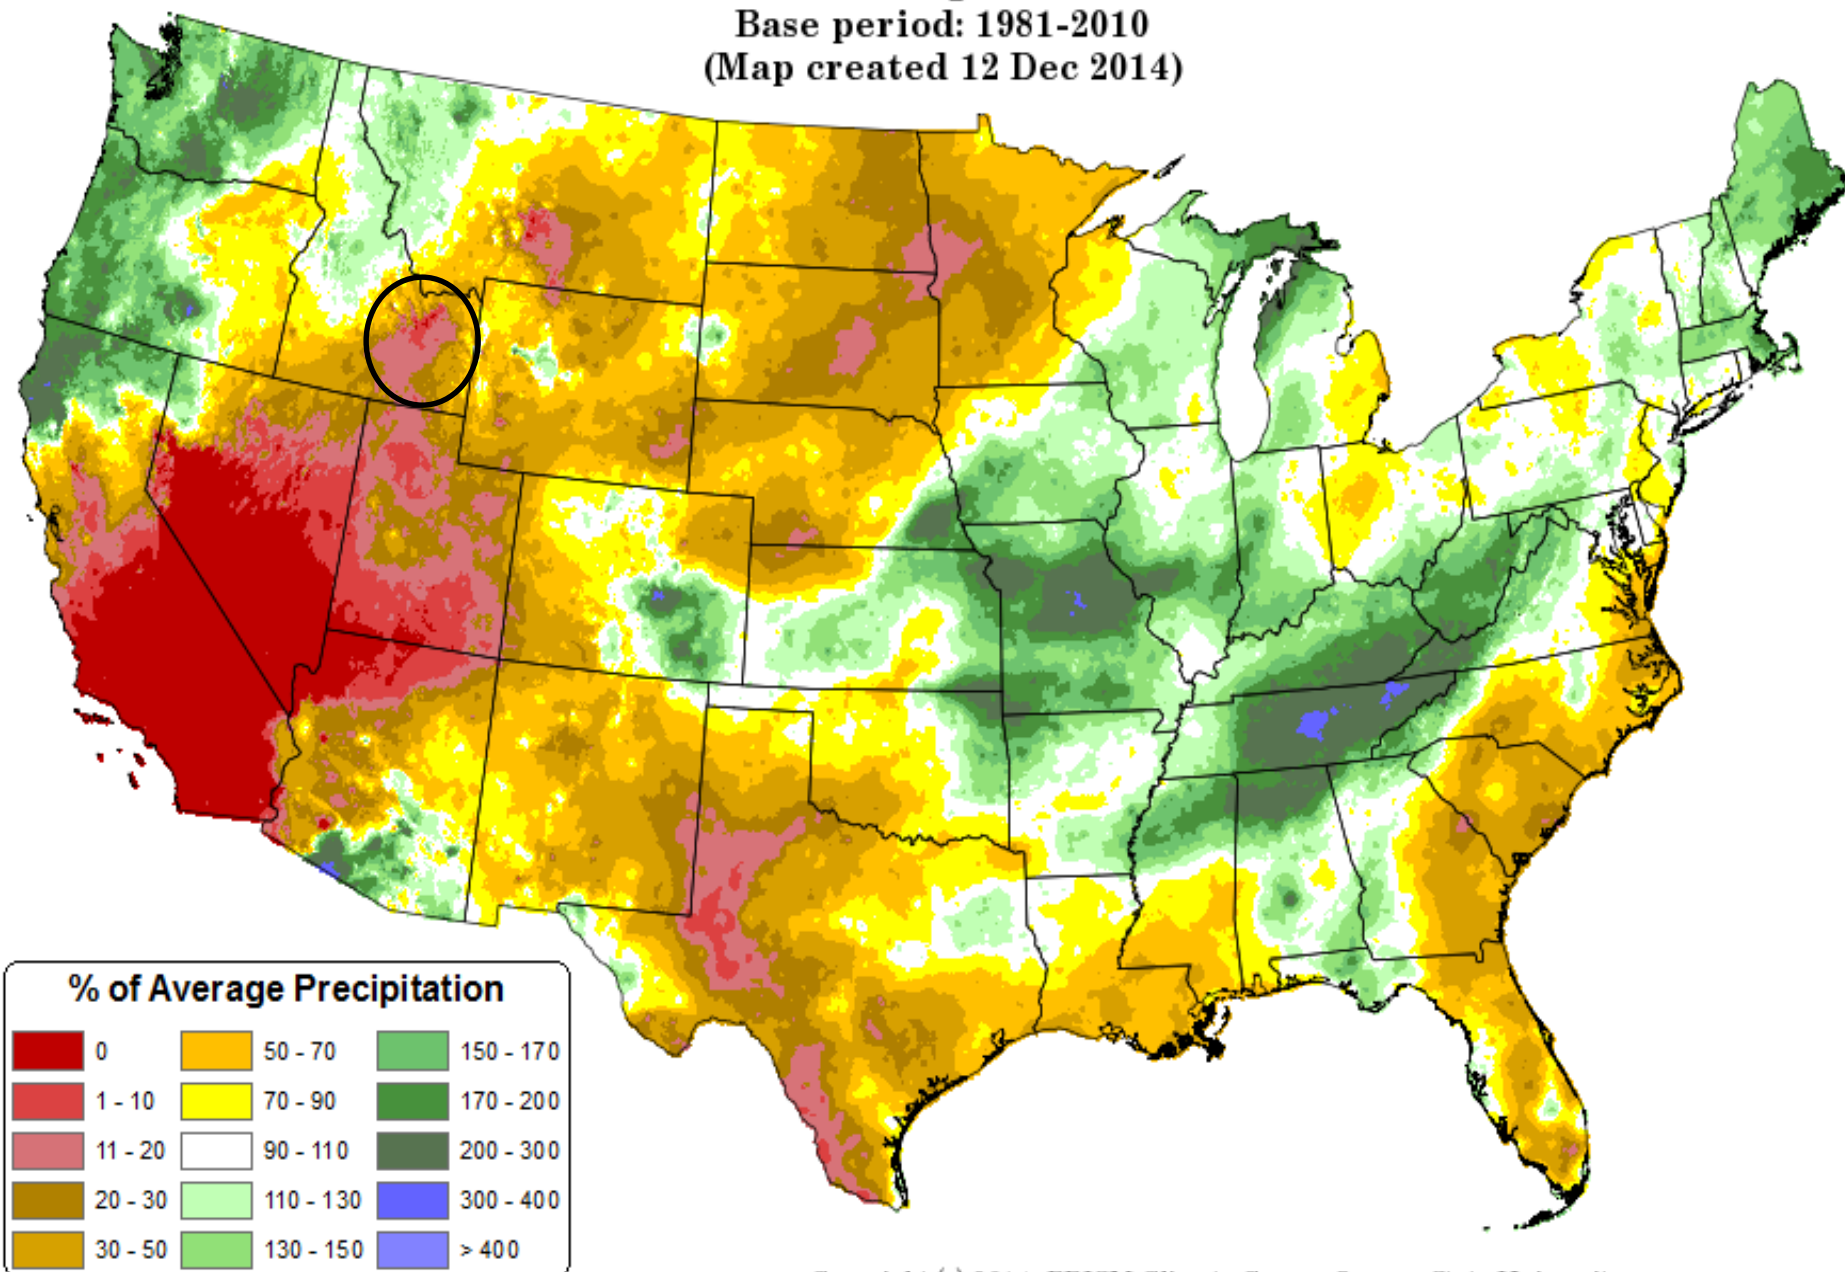 Base period: 1981-2010
(Map created 12 Dec 2014)
% of Average Precipitation
0
1 - 10
11 - 20
20 - 30
30 - 50
50 - 70
70 - 90
90 - 110
110 - 130
130 - 150
150 - 170
170 - 200
200 - 300
300 - 400
> 400